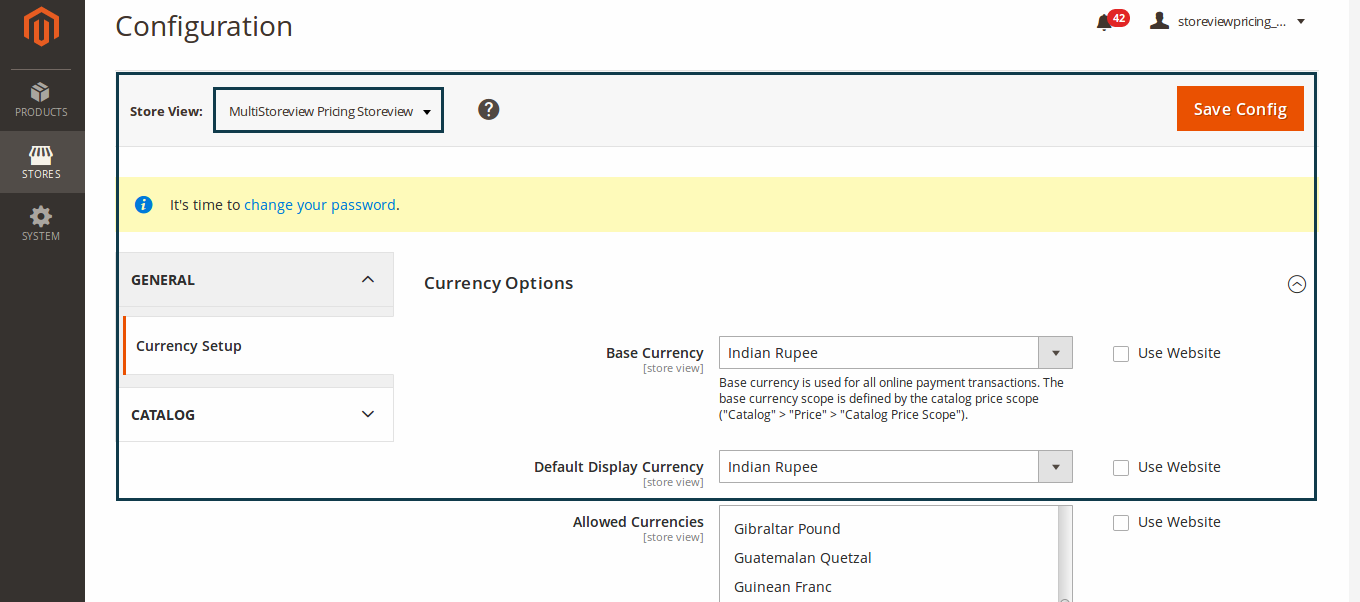 Configuration
42
storeviewpricing_...
PRODUCTS
STORES
SYSTEM
Store View: MultiStoreview Pricing Storeview
?
Save Config
It's time to change your password.
GENERAL
Currency Setup
CATALOG
Currency Options
Base Currency Indian Rupee Use Website
[store view]
Base currency is used for all online payment transactions. The
base currency scope is defined by the catalog price scope
("Catalog" > "Price" > "Catalog Price Scope").
Default Display Currency Indian Rupee Use Website
[store view]
Allowed Currencies Use Website
[store view]
Gibraltar Pound
Guatemalan Quetzal
Guinean Franc